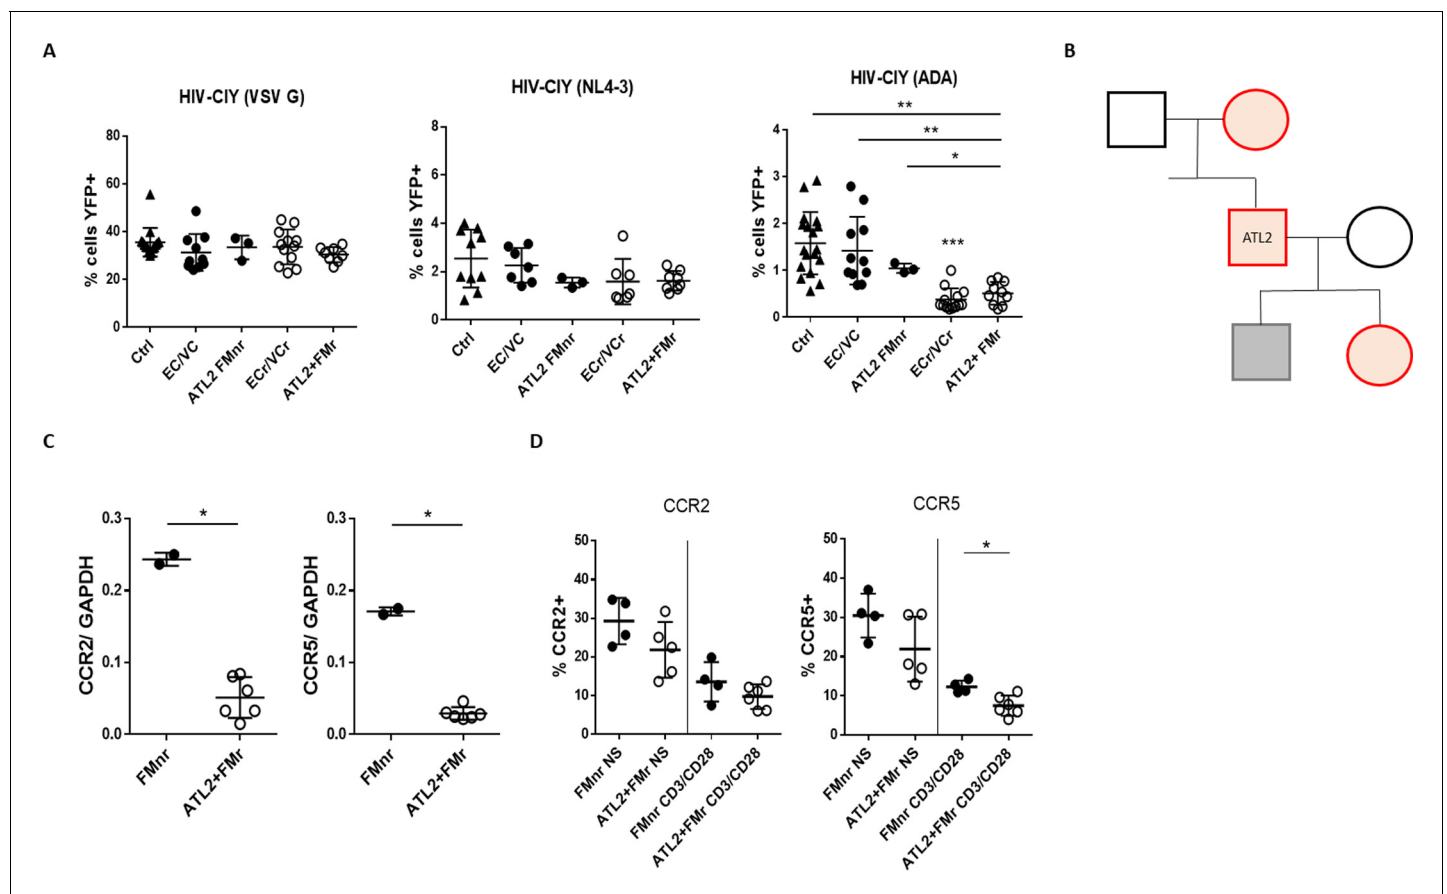 A
B
HIV-CIY (VSV G)
HIV-CIY (NL4-3)
HIV-CIY (ADA)
% cells YFP+
80
60
40
20
0
Ctrl
EC/VC
ATL2 FMnr
ECr/VCr
ATL2+FMr
% cells YFP+
8
6
4
2
0
Ctrl
EC/VC
ATL2 FMnr
ECr/VCr
ATL2+FMr
% cells YFP+
4
3
2
1
0
**
**
*
***
Ctrl
EC/VC
ATL2 FMnr
ECr/VCr
ATL2+ FMr
ATL2
C
D
CCR2/ GAPDH
0.3
0.2
0.1
0.0
*
FMnr
ATL2+FMr
CCR5/ GAPDH
0.3
0.2
0.1
0.0
*
FMnr
ATL2+FMr
CCR2
% CCR2+
50
40
30
20
10
0
FMnr NS
ATL2+FMr NS
FMnr CD3/CD28
ATL2+FMr CD3/CD28
CCR5
% CCR5+
50
40
30
20
10
0
*
FMnr NS
ATL2+FMr NS
FMnr CD3/CD28
ATL2+FMr CD3/CD28